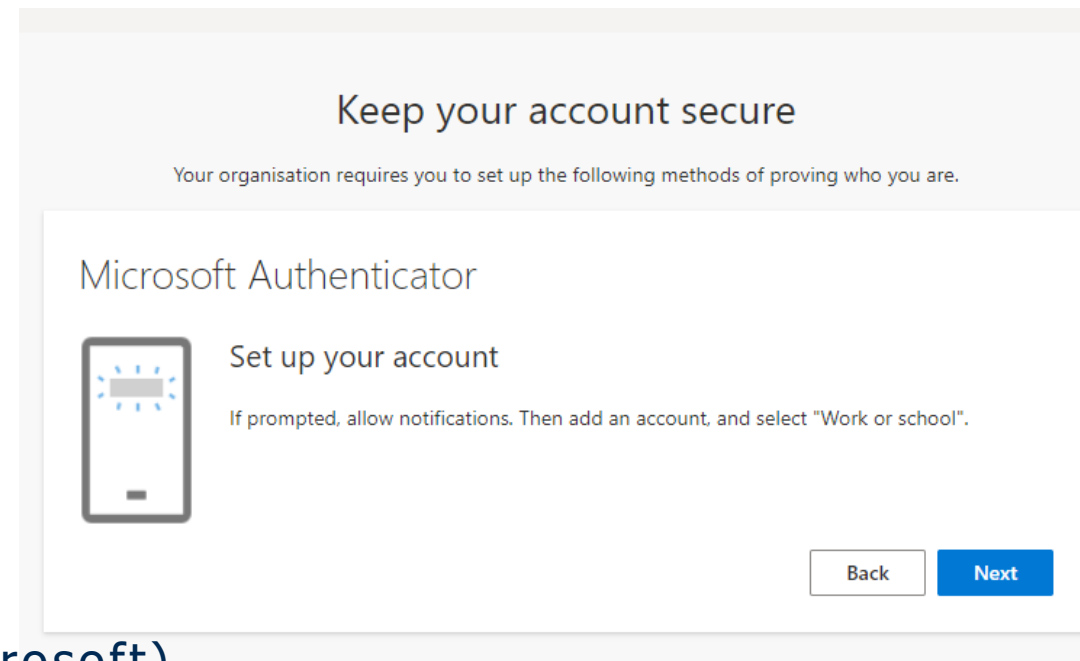 Keep your account secure
Your organisation requires you to set up the following methods of proving who you are.
Microsoft Authenticator
Set up your account
If prompted, allow notifications. Then add an account, and select "Work or school".
Back Next